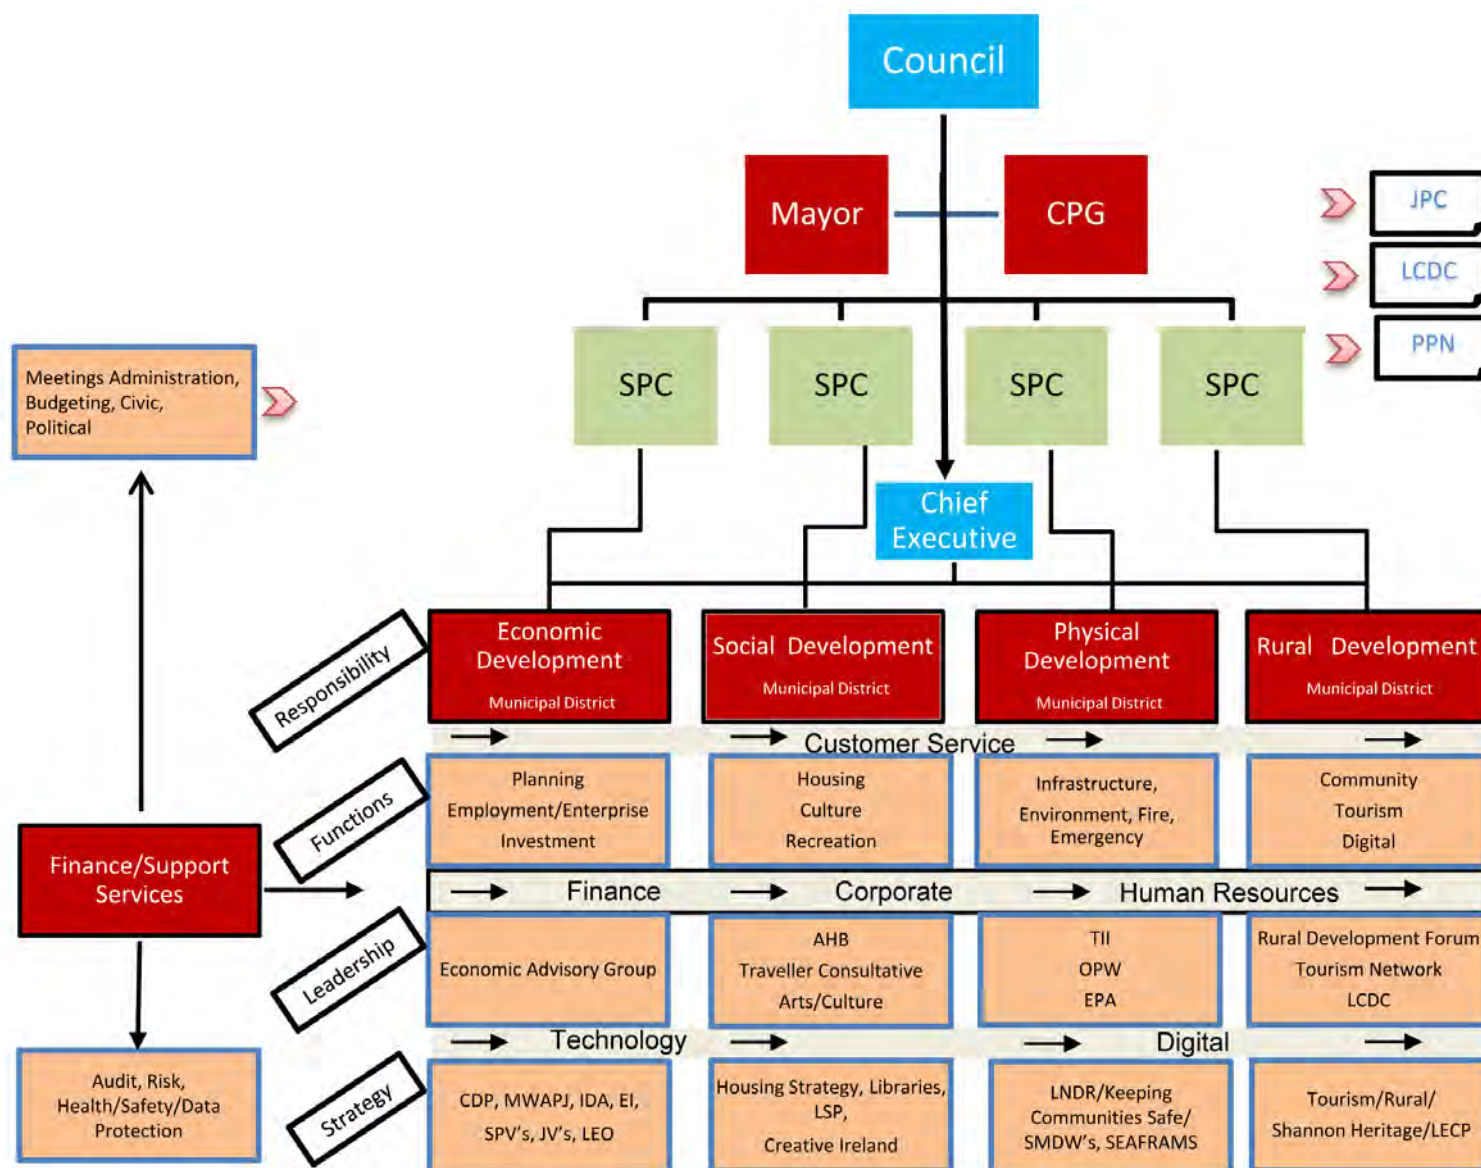 Council
Mayor
CPG
JPC
LCDC
PPN
SPC
SPC
SPC
SPC
Meetings Administration,
Budgeting, Civic,
Political
Chief
Executive
Responsibility
Economic
Development
Municipal District
Social Development
Municipal District
Physical
Development
Municipal District
Rural Development
Municipal District
Customer Service
Functions
Planning
Employment/Enterprise
Investment
Housing
Culture
Recreation
Infrastructure,
Environment, Fire,
Emergency
Community
Tourism
Digital
Finance/Support
Services
Finance
Corporate
Human Resources
Leadership
Economic Advisory Group
AHB
Traveller Consultative
Arts/Culture
TII
OPW
EPA
Rural Development Forum
Tourism Network
LCDC
Technology
Digital
Audit, Risk,
Health/Safety/Data
Protection
Strategy
CDP, MWAPJ, IDA, EI,
SPV's, JV's, LEO
Housing Strategy, Libraries,
LSP,
Creative Ireland
LNDR/Keeping
Communities Safe/
SMDW's, SEAFRAMS
Tourism/Rural/
Shannon Heritage/LECP